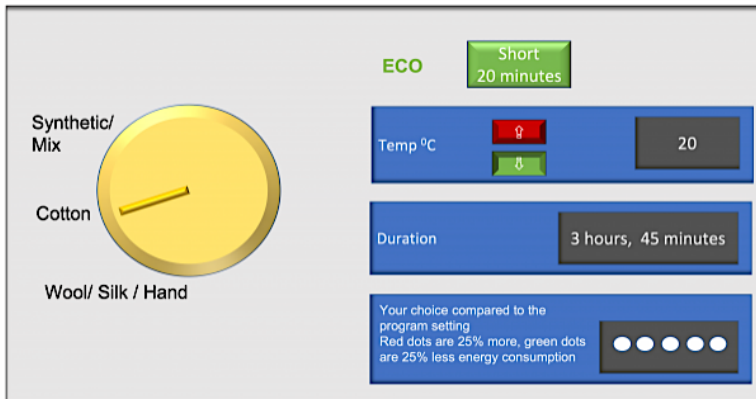 Synthetic/
Mix
Cotton
Wool/ Silk / Hand
ECO
Short
20 minutes
Temp ⁰C
20
Duration
3 hours, 45 minutes
Your choice compared to the
program setting
Red dots are 25% more, green dots
are 25% less energy consumption